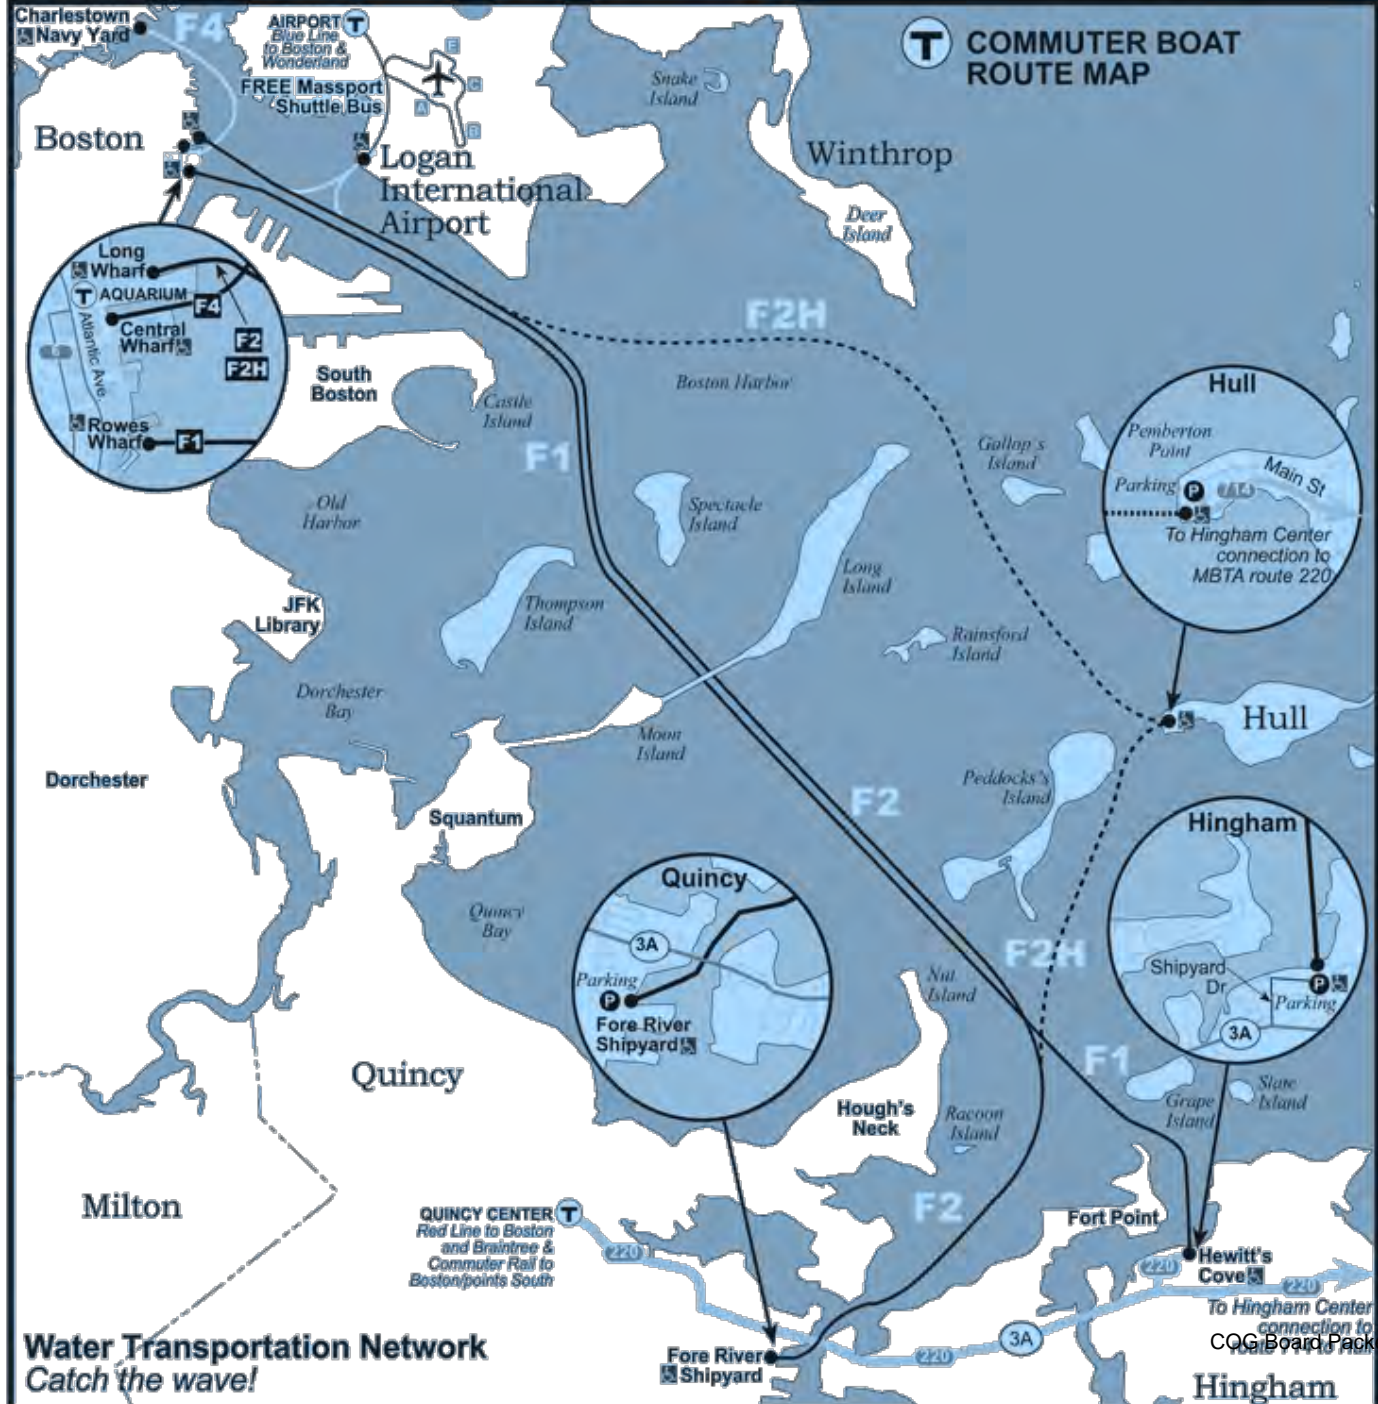 COMMUTER BOAT
ROUTE MAP
Charlestown
Navy Yard
F4
AIRPORT T
Blue Line
to Boston &
Wonderland
FREE Massport
Shuttle Bus
E
C
A
B
Snake
Island
Boston
Logan
International
Airport
Winthrop
Deer
Island
Long
Wharf
T AQUARIUM
F4
Central
Wharf
F2
F2H
Atlantic Ave.
Rowes
Wharf
F1
South
Boston
Castle
Island
F2H
Boston Harbor
F1
Old
Harbor
Spectacle
Island
Long
Island
Gallop's
Island
Hull
Pemberton
Point
Parking P
Main St
To Hingham Center
connection to
MBTA route 220
JFK
Library
Thompson
Island
Rainsford
Island
Dorchester
Bay
Moon
Island
Hull
Dorchester
Squantum
F2
Peddocks's
Island
Hingham
Shipyard
Dr
P
Parking
3A
Quincy
3A
Parking
P
Fore River
Shipyard
Quincy
Bay
F2H
Nut
Island
Quincy
F1
Grape
Island
Slate
Island
Hough's
Neck
Racoon
Island
Milton
QUINCY CENTER T
Red Line to Boston
and Braintree &
Commuter Rail to
Boston/points South
220
F2
Fort Point
Hewitt's
Cove
220
220
To Hingham Center
connection to
COG Board Pack
3A
220
Fore River
Shipyard
Hingham
Water Transportation Network
Catch the wave!